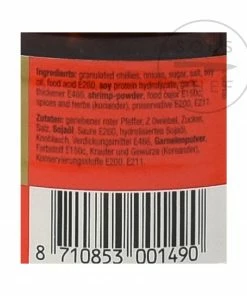 Ingredients: granulated chillies, onions, sugar, salt, soy
oil, food acid E260, soy protein hydrolysate, garlic,
thickener E466, shrimp-powder, food color E150c,
spices and herbs (koriander), preservative E200, E211.
Zutaten: geriebener roter Pfeffer, Zwiebel, Zucker,
Salz, Sojaöl, Säure E260, hydrolisiertes Sojaöl,
Knoblauch, Verdickungsmittel E466, Garnelenpulver,
Farbstoff E150c, Kräuter und Gewürze (Koreander),
Konservierungsstoffe E200, E211.
8 710853 001490